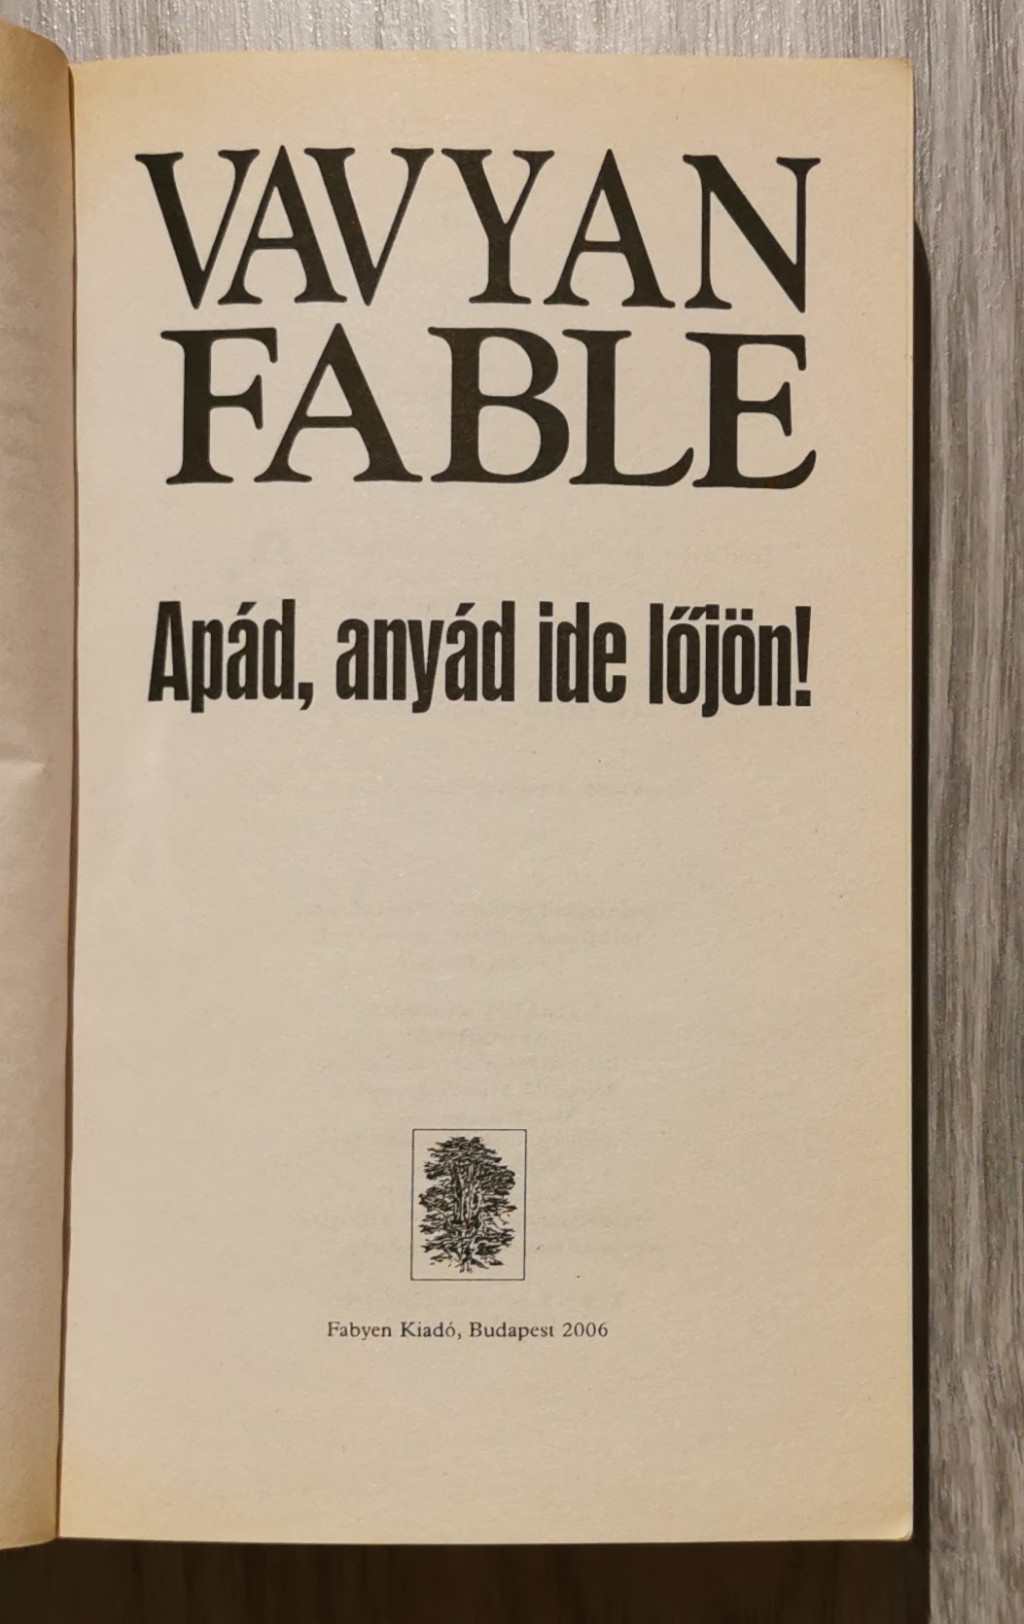 VAVYAN
FABLE
Apád, anyád ide lőjön!
Fabyen Kiadó, Budapest 2006